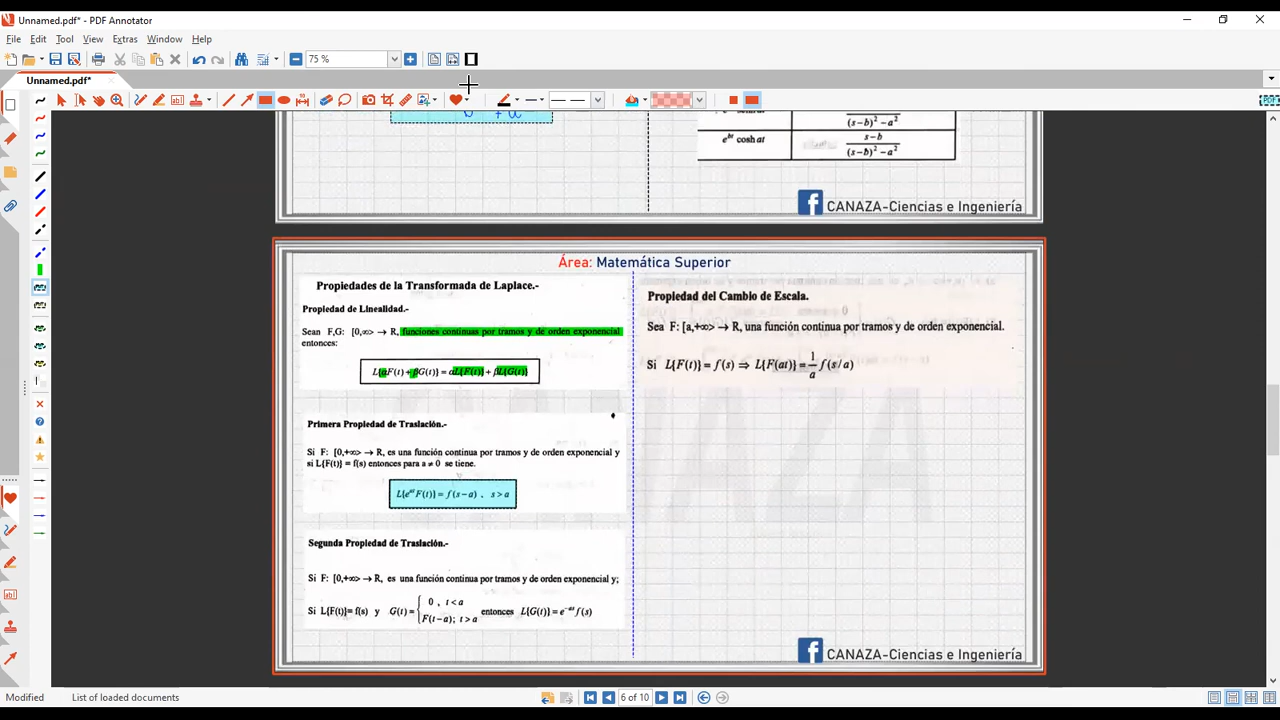 Unnamed.pdf* - PDF Annotator
File Edit Tool View Extras Window Help
75 %
Unnamed.pdf*
(s−b)² − a²
e^{bt} cosh at
s−b
(s−b)² − a²
CANAZA-Ciencias e Ingeniería
Área: Matemática Superior
Propiedades de la Transformada de Laplace.-
Propiedad de Linealidad.-
Sean F,G: [0,∞> → R, funciones continuas por tramos y de orden exponencial
entonces:
L{αF(t)+βG(t)} = αL{F(t)} + βL{G(t)}
Primera Propiedad de Traslación.-
Si F: [0,+∞> → R, es una función continua por tramos y de orden exponencial y
si L{F(t)} = f(s) entonces para a ≠ 0 se tiene.
L{e^{at} F(t)} = f(s−a) , s > a
Segunda Propiedad de Traslación.-
Si F: [0,+∞> → R, es una función continua por tramos y de orden exponencial y;
Si L{F(t)}= f(s) y G(t) = { 0 , t < a
F(t−a); t > a entonces L{G(t)} = e^{−as} f(s)
Propiedad del Cambio de Escala.
Sea F: [a,+∞> → R, una función continua por tramos y de orden exponencial.
Si L{F(t)} = f(s) ⇒ L{F(at)} = 1/a f(s/a)
CANAZA-Ciencias e Ingeniería
Modified List of loaded documents 6 of 10